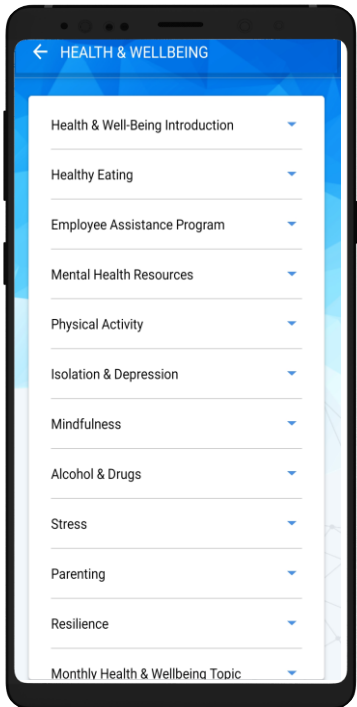 HEALTH & WELLBEING
Health & Well-Being Introduction
Healthy Eating
Employee Assistance Program
Mental Health Resources
Physical Activity
Isolation & Depression
Mindfulness
Alcohol & Drugs
Stress
Parenting
Resilience
Monthly Health & Wellbeing Topic